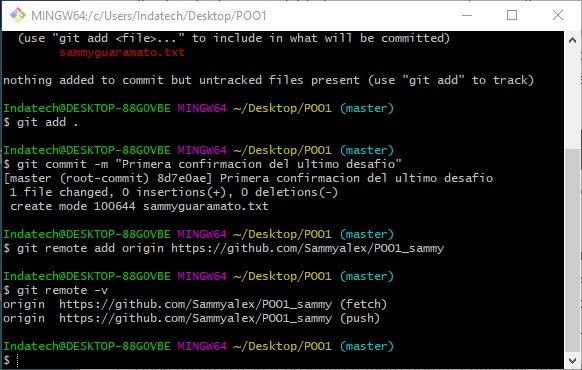 MINGW64:/c/Users/Indatech/Desktop/POO1
(use "git add <file>..." to include in what will be committed)
sammyguaramato.txt
nothing added to commit but untracked files present (use "git add" to track)
Indatech@DESKTOP-88GOVBE MINGW64 ~/Desktop/POO1 (master)
$ git add .
Indatech@DESKTOP-88GOVBE MINGW64 ~/Desktop/POO1 (master)
$ git commit -m "Primera confirmacion del ultimo desafio"
[master (root-commit) 8d7e0ae] Primera confirmacion del ultimo desafio
1 file changed, 0 insertions(+), 0 deletions(-)
create mode 100644 sammyguaramato.txt
Indatech@DESKTOP-88GOVBE MINGW64 ~/Desktop/POO1 (master)
$ git remote add origin https://github.com/Sammyalex/POO1_sammy
Indatech@DESKTOP-88GOVBE MINGW64 ~/Desktop/POO1 (master)
$ git remote -v
origin  https://github.com/Sammyalex/POO1_sammy (fetch)
origin  https://github.com/Sammyalex/POO1_sammy (push)
Indatech@DESKTOP-88GOVBE MINGW64 ~/Desktop/POO1 (master)
$